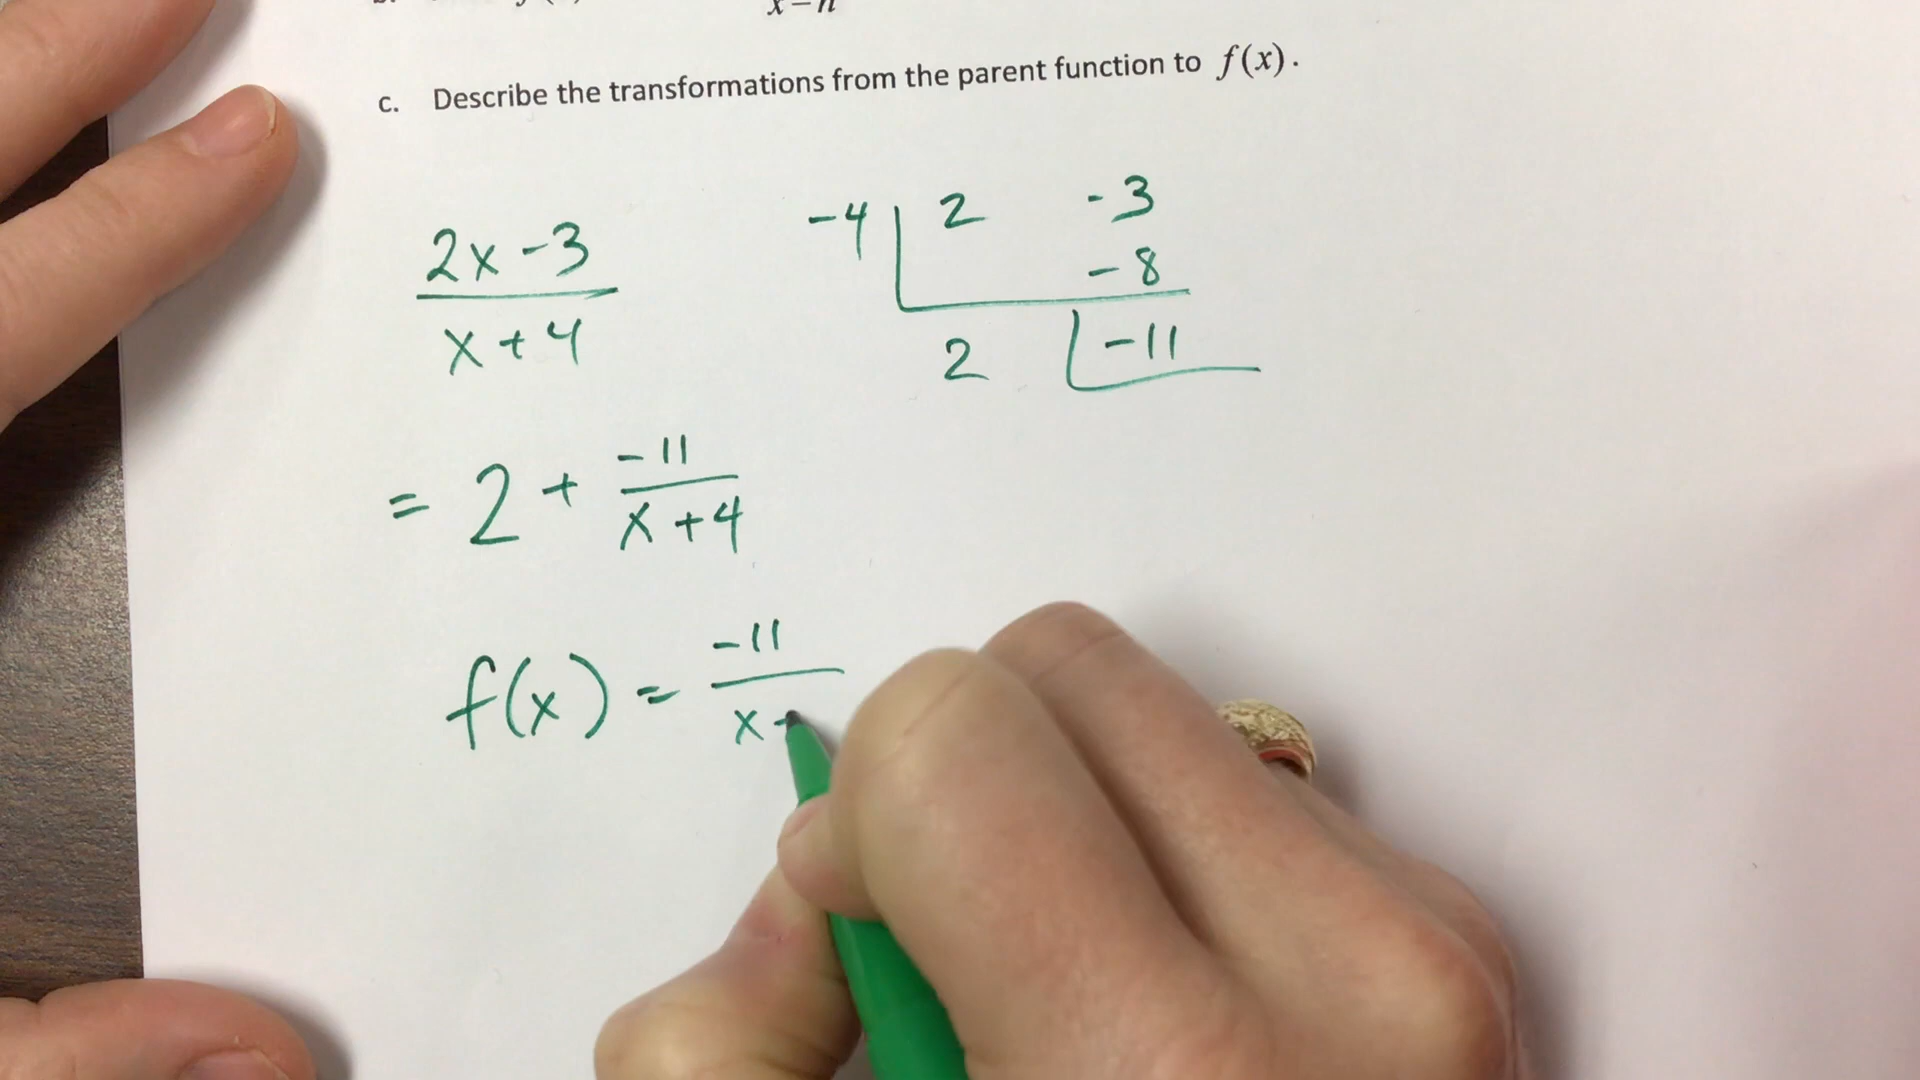 x – h
c. Describe the transformations from the parent function to f(x).
2x - 3
x + 4
-4 2 -3
-8
2 -11
= 2 + -11
x + 4
f(x) = -11
x